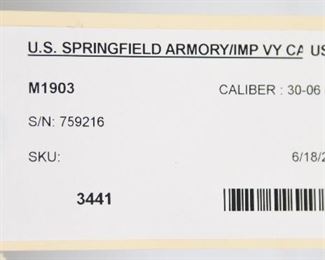 U.S. SPRINGFIELD ARMORY/IMP VY CA US
M1903 CALIBER : 30-06
S/N: 759216
SKU: 6/18/2
3441